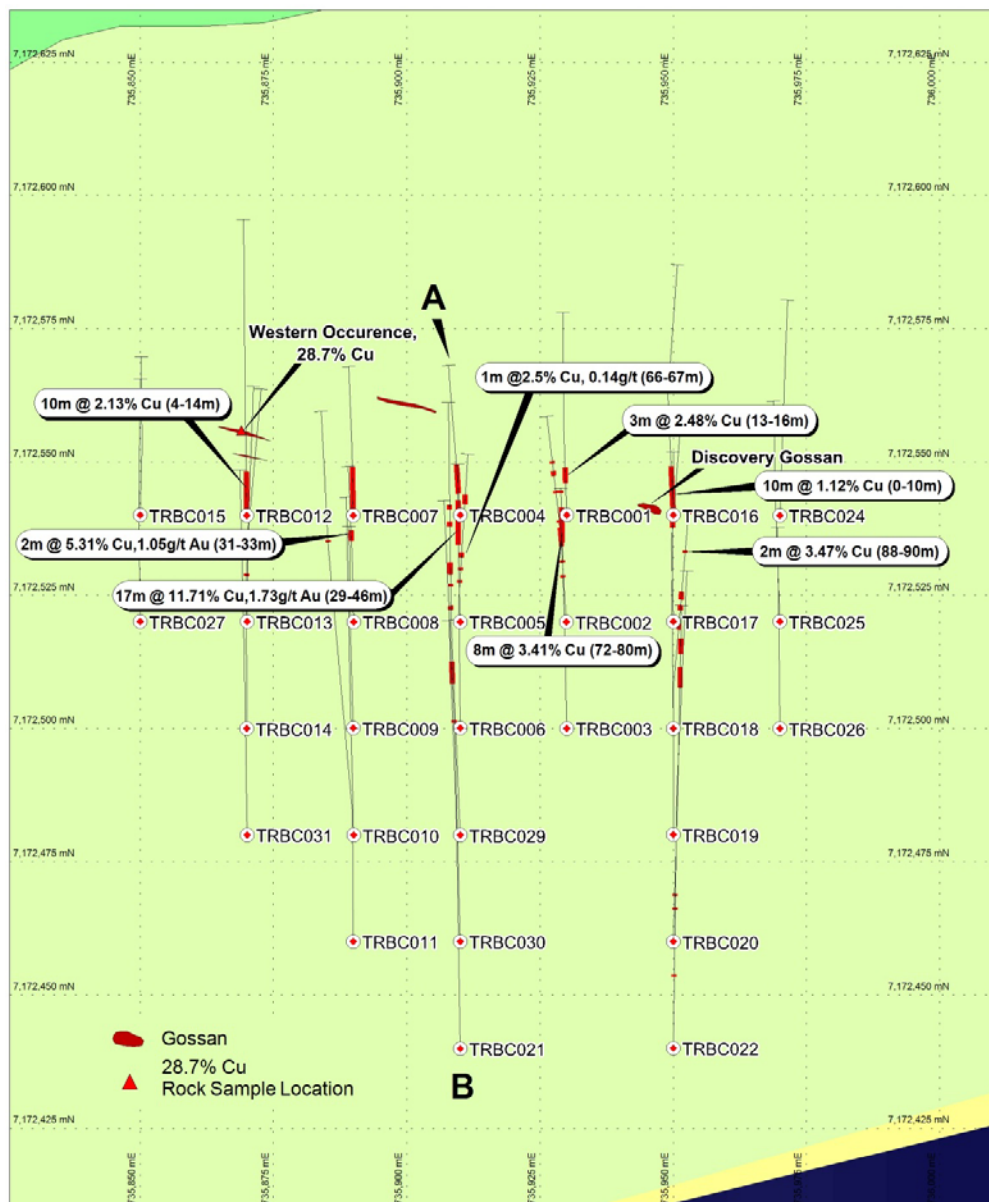 735,850 mE
735,875 mE
735,900 mE
735,925 mE
735,950 mE
735,975 mE
736,000 mE
7,172,625 mN
7,172,625 mN
7,172,600 mN
7,172,600 mN
A
7,172,575 mN
7,172,575 mN
Western Occurence,
28.7% Cu
1m @2.5% Cu, 0.14g/t (66-67m)
10m @ 2.13% Cu (4-14m)
3m @ 2.48% Cu (13-16m)
7,172,550 mN
7,172,550 mN
Discovery Gossan
10m @ 1.12% Cu (0-10m)
TRBC015
TRBC012
TRBC007
TRBC004
TRBC001
TRBC016
TRBC024
2m @ 5.31% Cu,1.05g/t Au (31-33m)
2m @ 3.47% Cu (88-90m)
7,172,525 mN
7,172,525 mN
17m @ 11.71% Cu,1.73g/t Au (29-46m)
TRBC027
TRBC013
TRBC008
TRBC005
TRBC002
TRBC017
TRBC025
8m @ 3.41% Cu (72-80m)
7,172,500 mN
7,172,500 mN
TRBC014
TRBC009
TRBC006
TRBC003
TRBC018
TRBC026
TRBC031
TRBC010
TRBC029
TRBC019
7,172,475 mN
7,172,475 mN
TRBC011
TRBC030
TRBC020
7,172,450 mN
7,172,450 mN
Gossan
28.7% Cu
Rock Sample Location
TRBC021
TRBC022
B
7,172,425 mN
7,172,425 mN
735,850 mE
735,875 mE
735,900 mE
735,925 mE
735,950 mE
735,975 mE